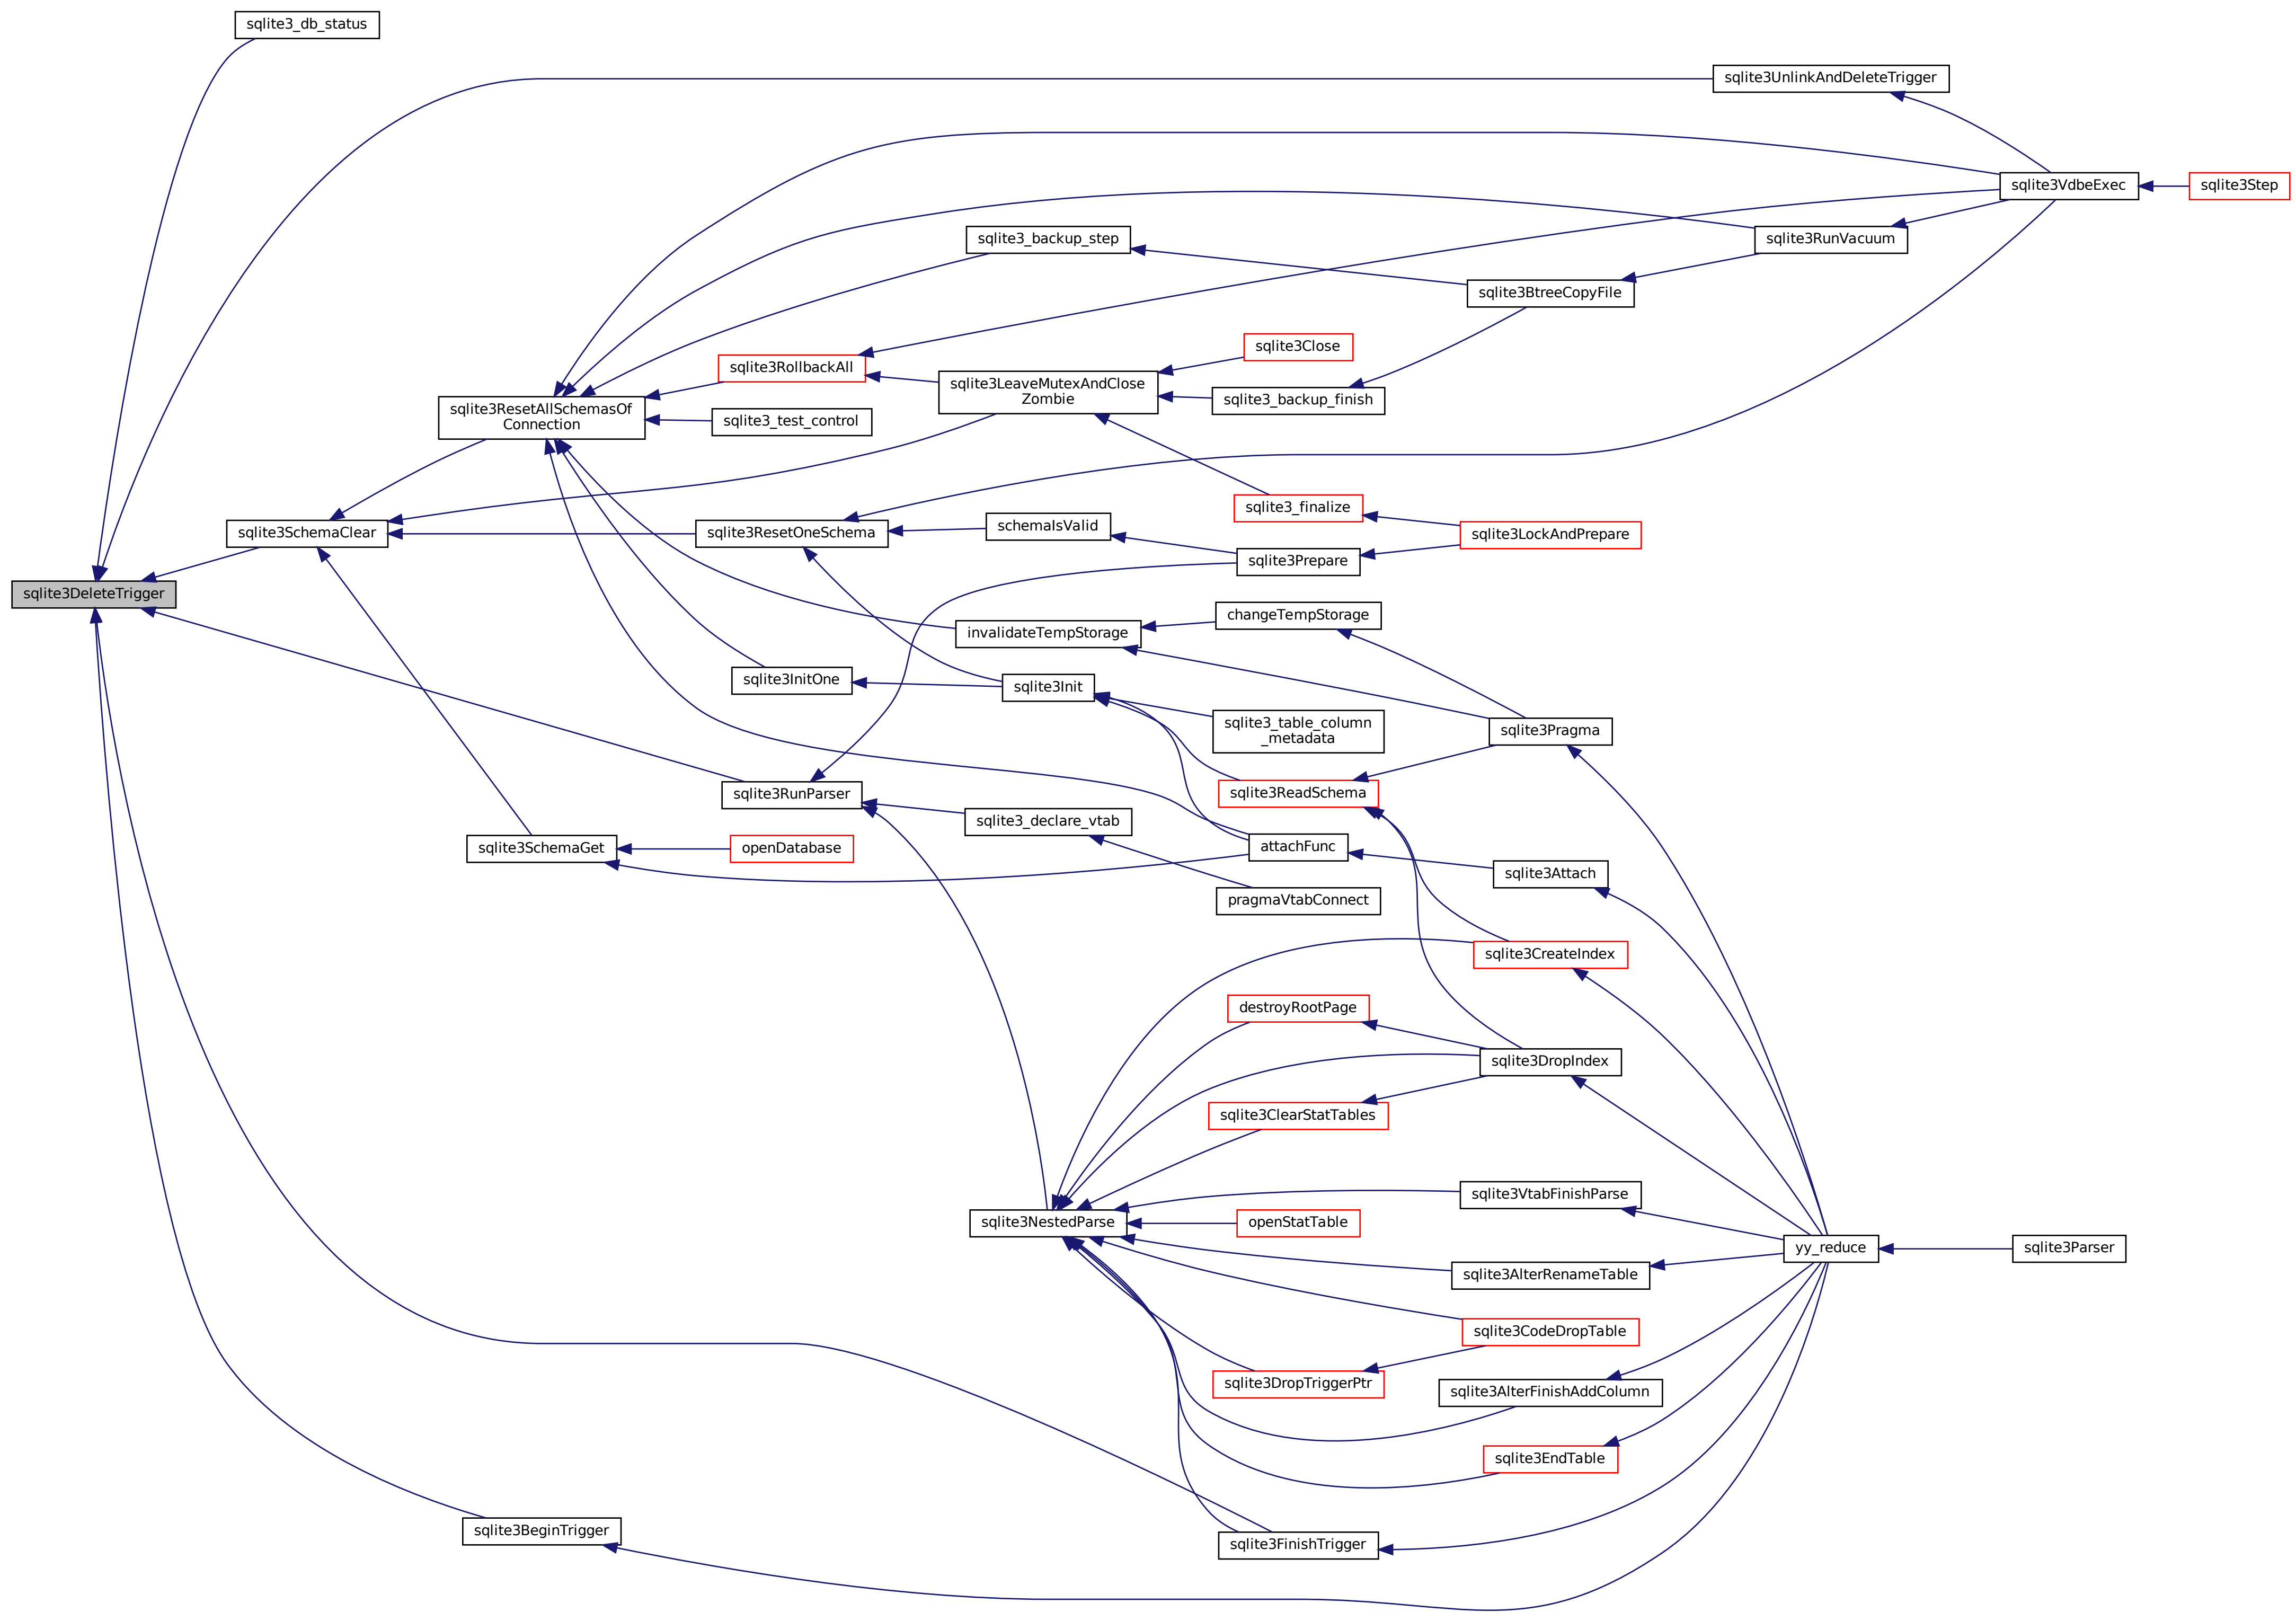 sqlite3_db_status
sqlite3UnlinkAndDeleteTrigger
sqlite3VdbeExec
sqlite3Step
sqlite3_backup_step
sqlite3RunVacuum
sqlite3BtreeCopyFile
sqlite3Close
sqlite3RollbackAll
sqlite3LeaveMutexAndClose
Zombie
sqlite3_backup_finish
sqlite3ResetAllSchemasOf
Connection
sqlite3_test_control
sqlite3_finalize
sqlite3SchemaClear
sqlite3ResetOneSchema
schemaIsValid
sqlite3LockAndPrepare
sqlite3Prepare
sqlite3DeleteTrigger
changeTempStorage
invalidateTempStorage
sqlite3InitOne
sqlite3Init
sqlite3_table_column
_metadata
sqlite3Pragma
sqlite3RunParser
sqlite3ReadSchema
sqlite3_declare_vtab
sqlite3SchemaGet
openDatabase
attachFunc
sqlite3Attach
pragmaVtabConnect
sqlite3CreateIndex
destroyRootPage
sqlite3DropIndex
sqlite3ClearStatTables
sqlite3VtabFinishParse
sqlite3NestedParse
openStatTable
yy_reduce
sqlite3Parser
sqlite3AlterRenameTable
sqlite3CodeDropTable
sqlite3DropTriggerPtr
sqlite3AlterFinishAddColumn
sqlite3EndTable
sqlite3BeginTrigger
sqlite3FinishTrigger